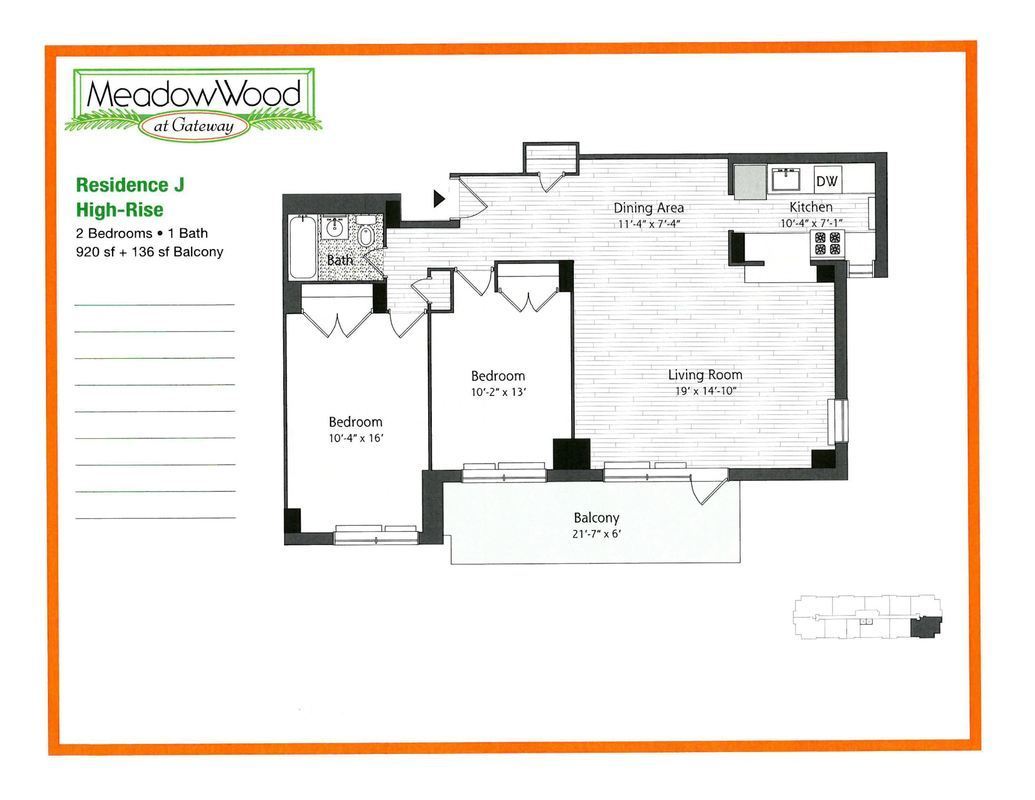 MeadowWood
at Gateway
Residence J
High-Rise
2 Bedrooms • 1 Bath
920 sf + 136 sf Balcony
DW
Dining Area
11'-4" x 7'-4"
Kitchen
10'-4" x 7'-1"
Bath
Bedroom
10'-2" x 13'
Living Room
19' x 14'-10"
Bedroom
10'-4" x 16'
Balcony
21'-7" x 6'